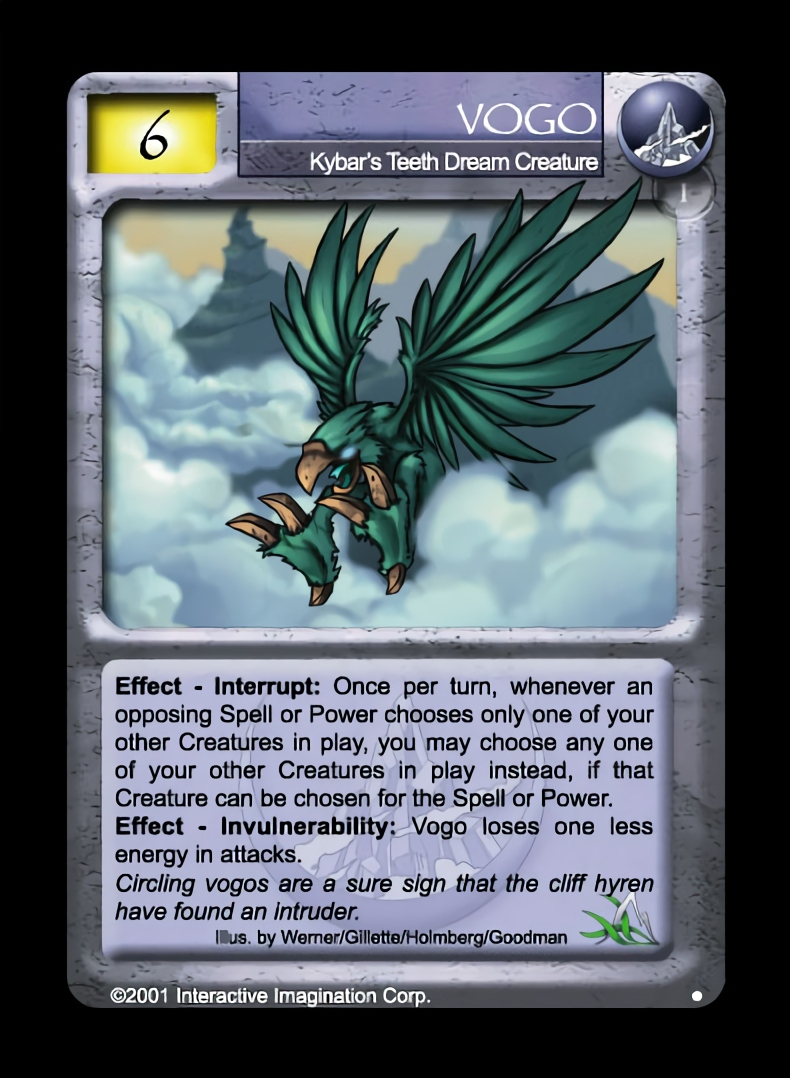 6
VOGO
Kybar's Teeth Dream Creature
1
Effect - Interrupt: Once per turn, whenever an
opposing Spell or Power chooses only one of your
other Creatures in play, you may choose any one
of your other Creatures in play instead, if that
Creature can be chosen for the Spell or Power.
Effect - Invulnerability: Vogo loses one less
energy in attacks.
Circling vogos are a sure sign that the cliff hyren
have found an intruder.
Illus. by Werner/Gillette/Holmberg/Goodman
©2001 Interactive Imagination Corp.